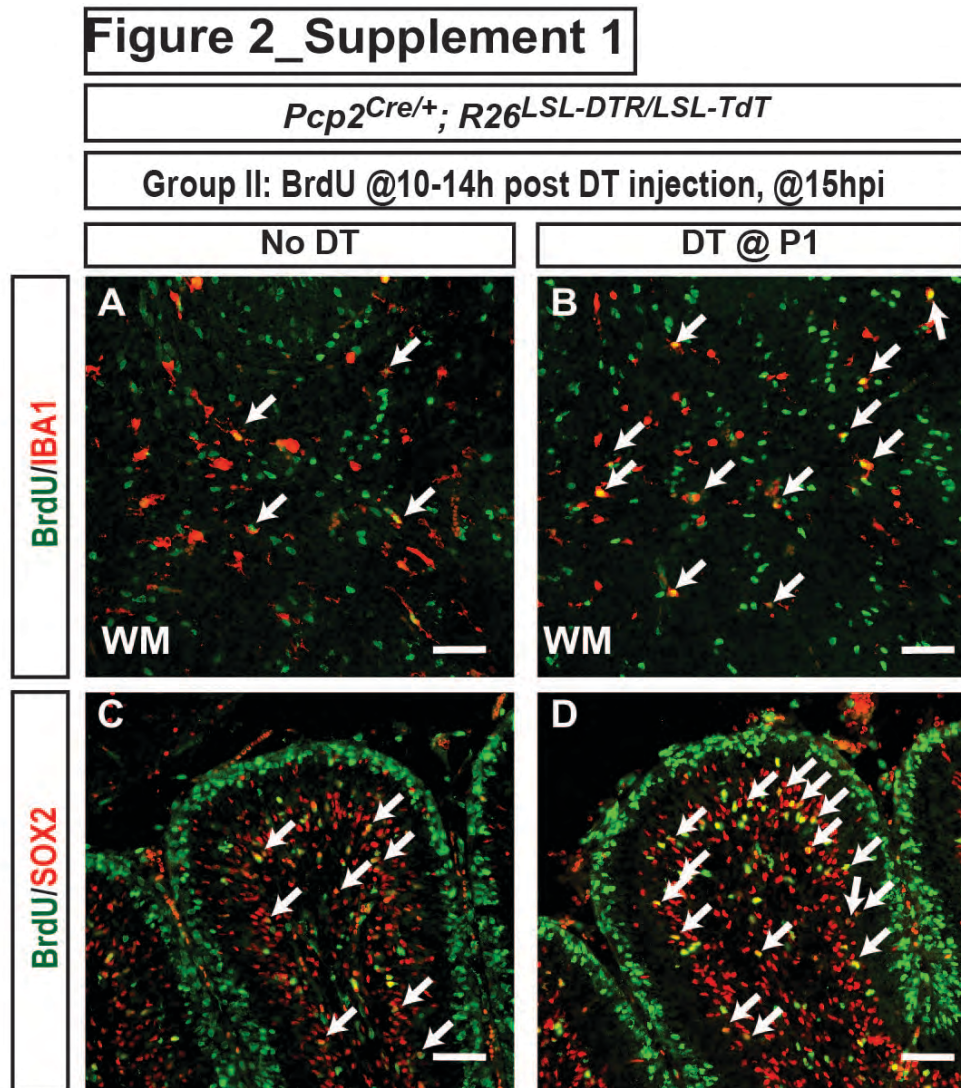 Figure 2_Supplement 1
Pcp2Cre/+; R26LSL-DTR/LSL-TdT
Group II: BrdU @10-14h post DT injection, @15hpi
No DT
DT @ P1
BrdU/IBA1
A
WM
B
WM
BrdU/SOX2
C
D